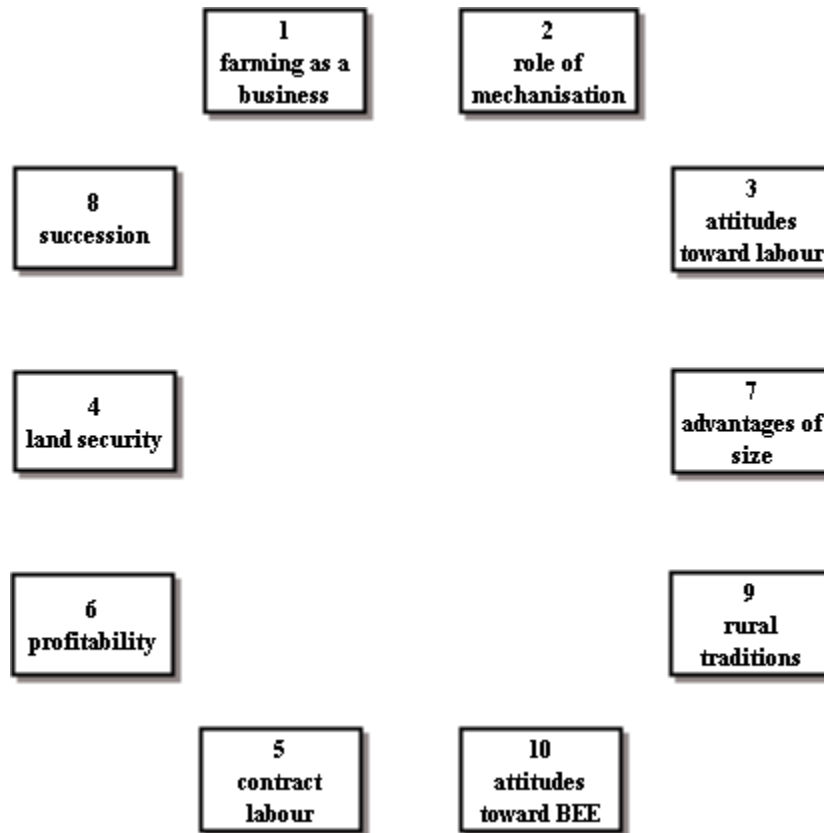 1
farming as a
business
2
role of
mechanisation
8
succession
3
attitudes
toward labour
4
land security
7
advantages of
size
6
profitability
9
rural
traditions
5
contract
labour
10
attitudes
toward BEE